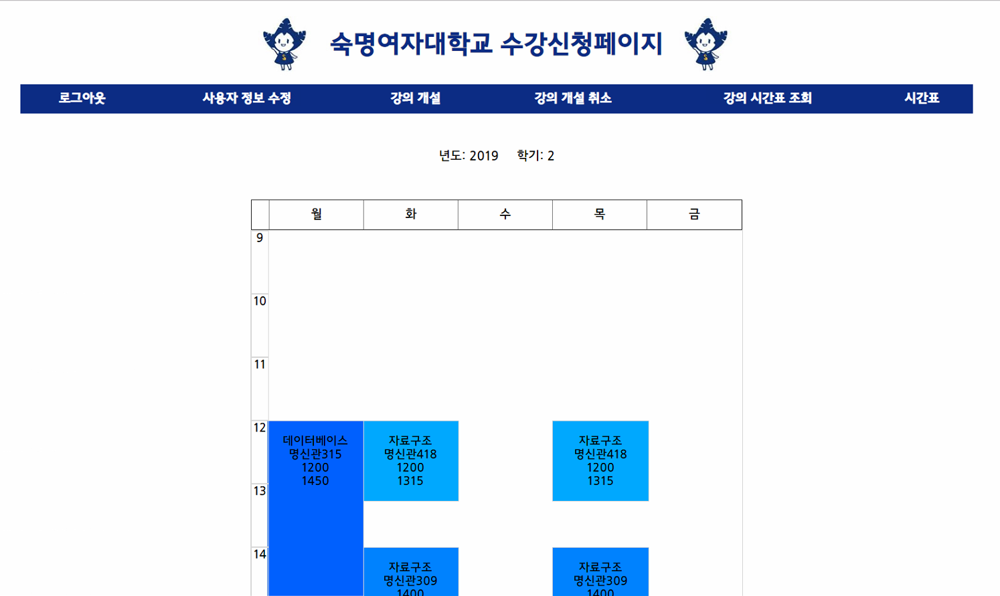 숙명여자대학교 수강신청페이지
로그아웃 사용자 정보 수정 강의 개설 강의 개설 취소 강의 시간표 조회 시간표
년도: 2019 학기: 2
월 화 수 목 금
9
10
11
12
데이터베이스
명신관315
1200
1450
자료구조
명신관418
1200
1315
자료구조
명신관418
1200
1315
13
14
자료구조
명신관309
1400
자료구조
명신관309
1400